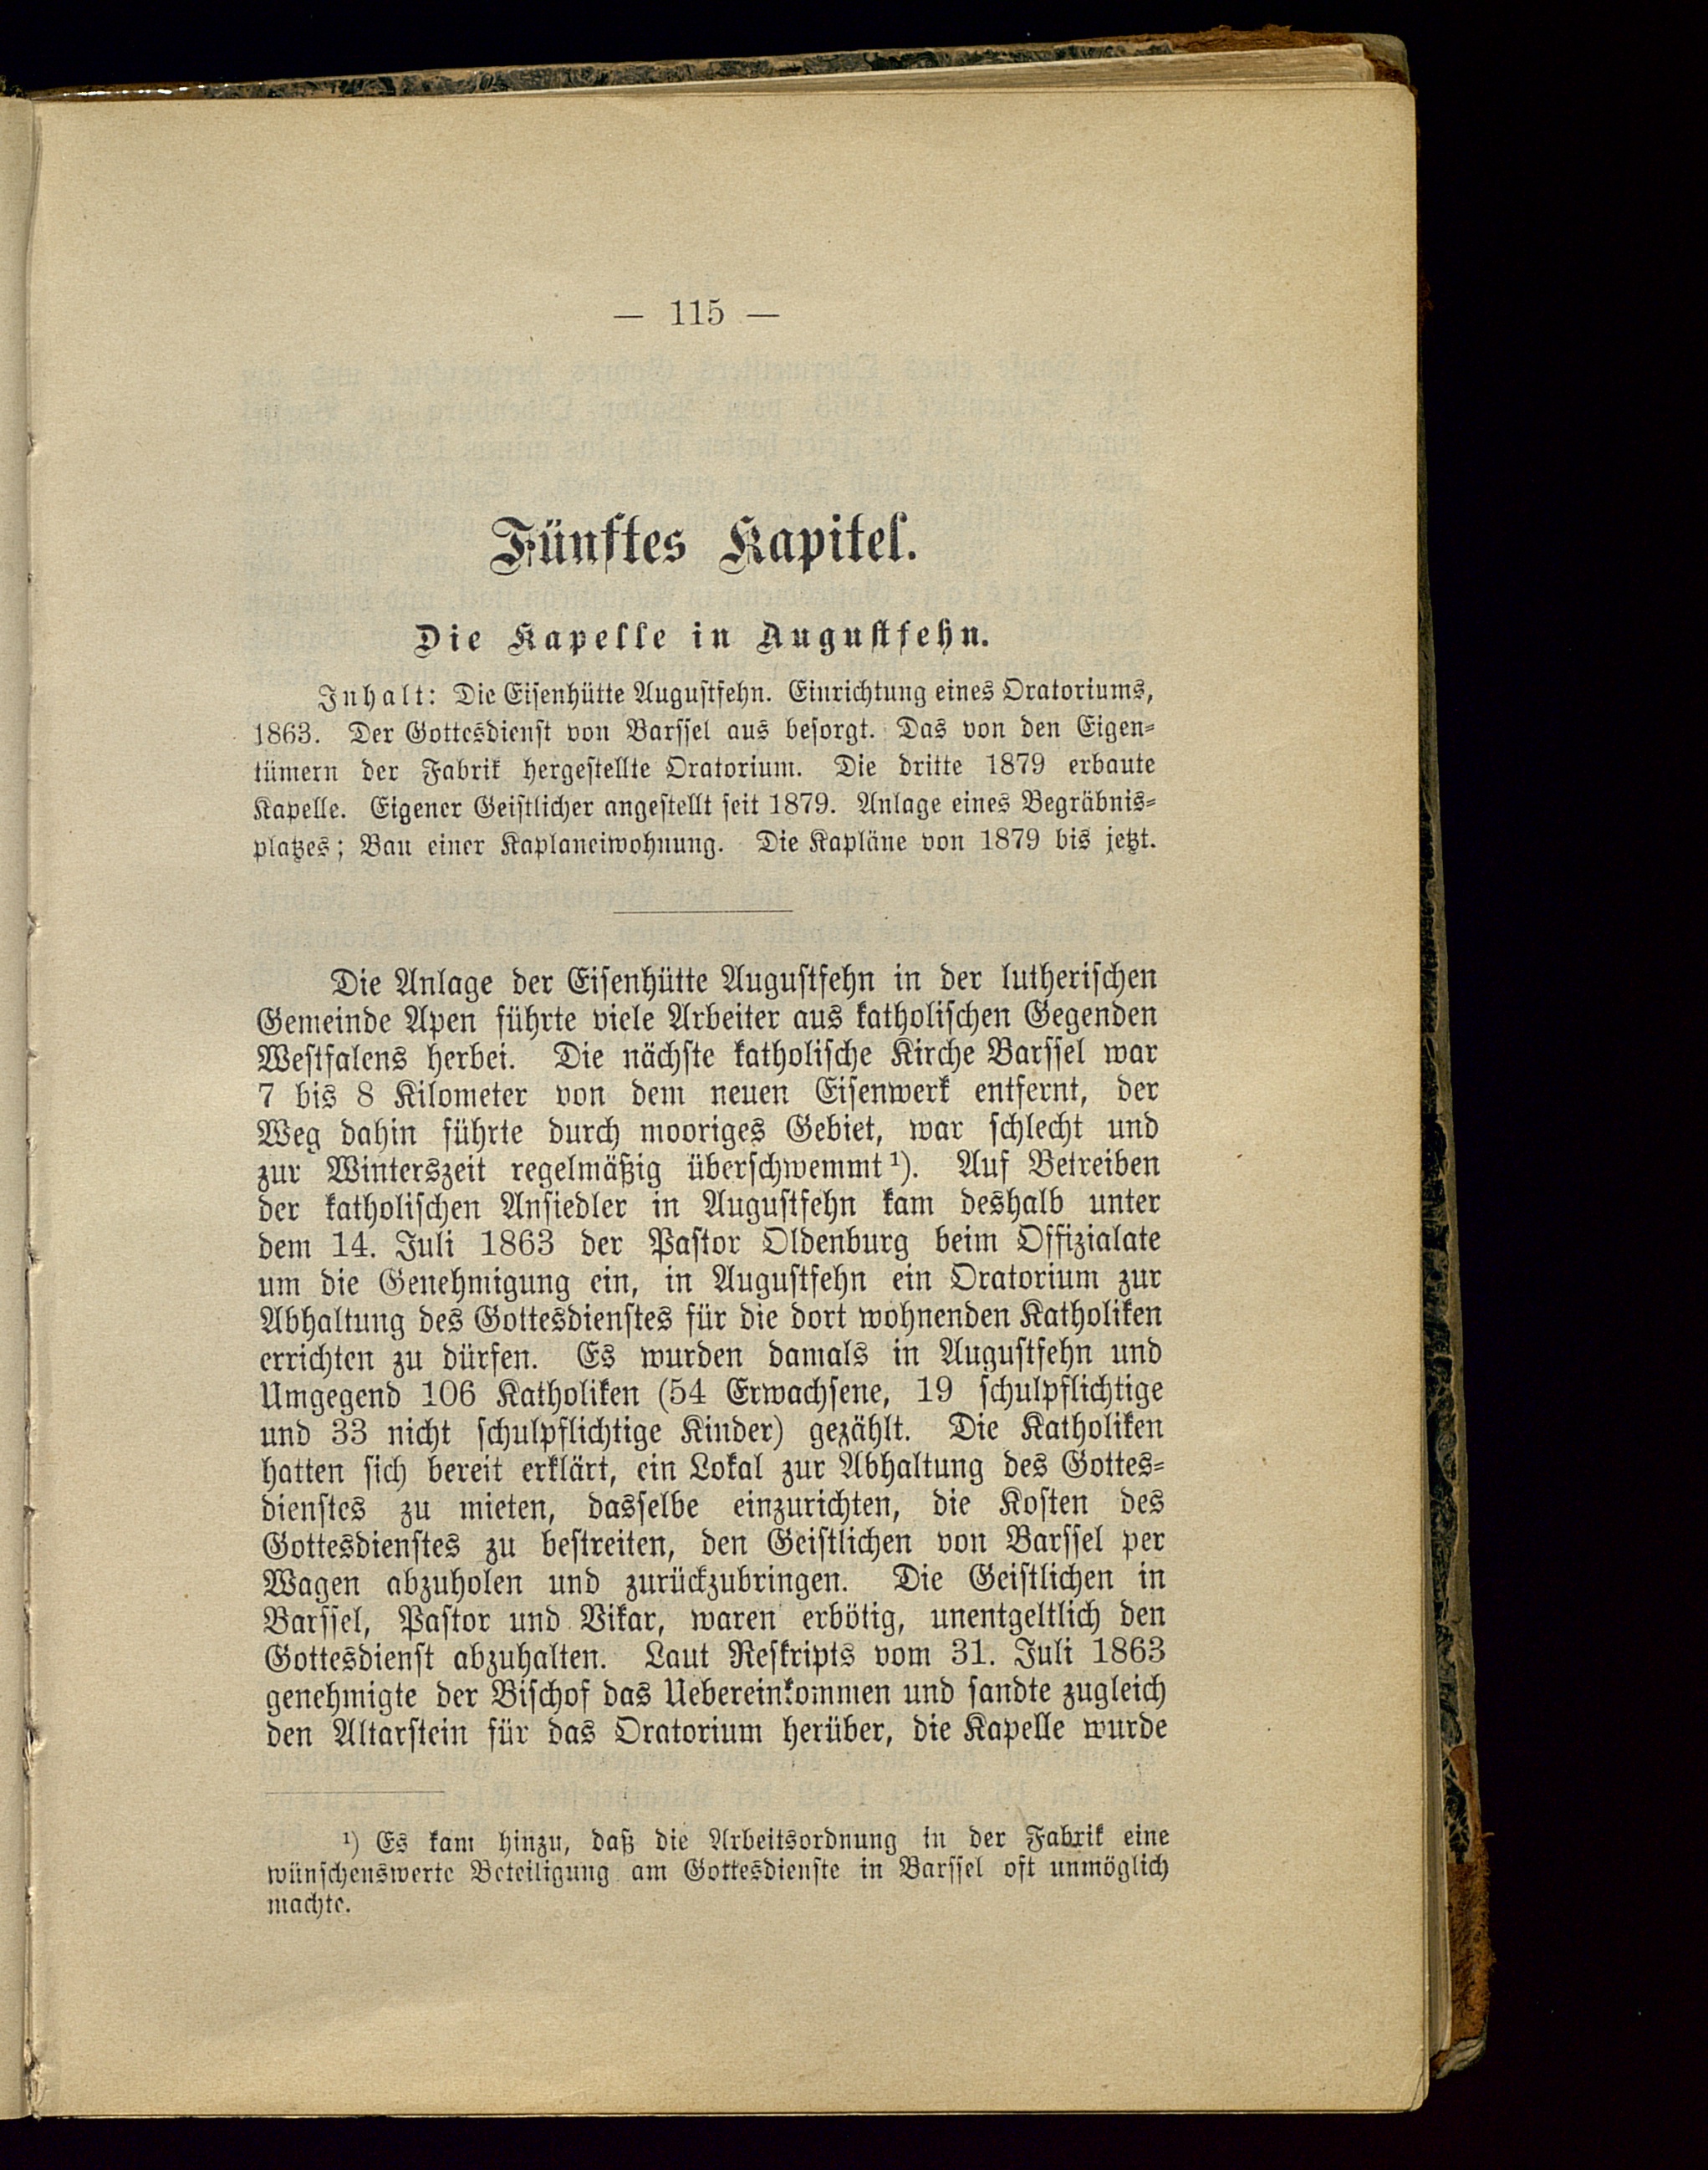 — 115 —
Fünftes Kapitel.
Die Kapelle in Augustfehn.
Inhalt: Die Eisenhütte Augustfehn. Einrichtung eines Oratoriums,
1863. Der Gottesdienst von Barssel aus besorgt. Das von den Eigen-
tümern der Fabrik hergestellte Oratorium. Die dritte 1879 erbaute
Kapelle. Eigener Geistlicher angestellt seit 1879. Anlage eines Begräbnis-
platzes; Bau einer Kaplaneiwohnung. Die Kapläne von 1879 bis jetzt.
Die Anlage der Eisenhütte Augustfehn in der lutherischen
Gemeinde Apen führte viele Arbeiter aus katholischen Gegenden
Westfalens herbei. Die nächste katholische Kirche Barssel war
7 bis 8 Kilometer von dem neuen Eisenwerk entfernt, der
Weg dahin führte durch mooriges Gebiet, war schlecht und
zur Winterszeit regelmäßig überschwemmt¹). Auf Betreiben
der katholischen Ansiedler in Augustfehn kam deshalb unter
dem 14. Juli 1863 der Pastor Oldenburg beim Offizialate
um die Genehmigung ein, in Augustfehn ein Oratorium zur
Abhaltung des Gottesdienstes für die dort wohnenden Katholiken
errichten zu dürfen. Es wurden damals in Augustfehn und
Umgegend 106 Katholiken (54 Erwachsene, 19 schulpflichtige
und 33 nicht schulpflichtige Kinder) gezählt. Die Katholiken
hatten sich bereit erklärt, ein Lokal zur Abhaltung des Gottes-
dienstes zu mieten, dasselbe einzurichten, die Kosten des
Gottesdienstes zu bestreiten, den Geistlichen von Barssel per
Wagen abzuholen und zurückzubringen. Die Geistlichen in
Barssel, Pastor und Vikar, waren erbötig, unentgeltlich den
Gottesdienst abzuhalten. Laut Reskripts vom 31. Juli 1863
genehmigte der Bischof das Uebereinkommen und sandte zugleich
den Altarstein für das Oratorium herüber, die Kapelle wurde
¹) Es kam hinzu, daß die Arbeitsordnung in der Fabrik eine
wünschenswerte Beteiligung am Gottesdienste in Barssel oft unmöglich
machte.